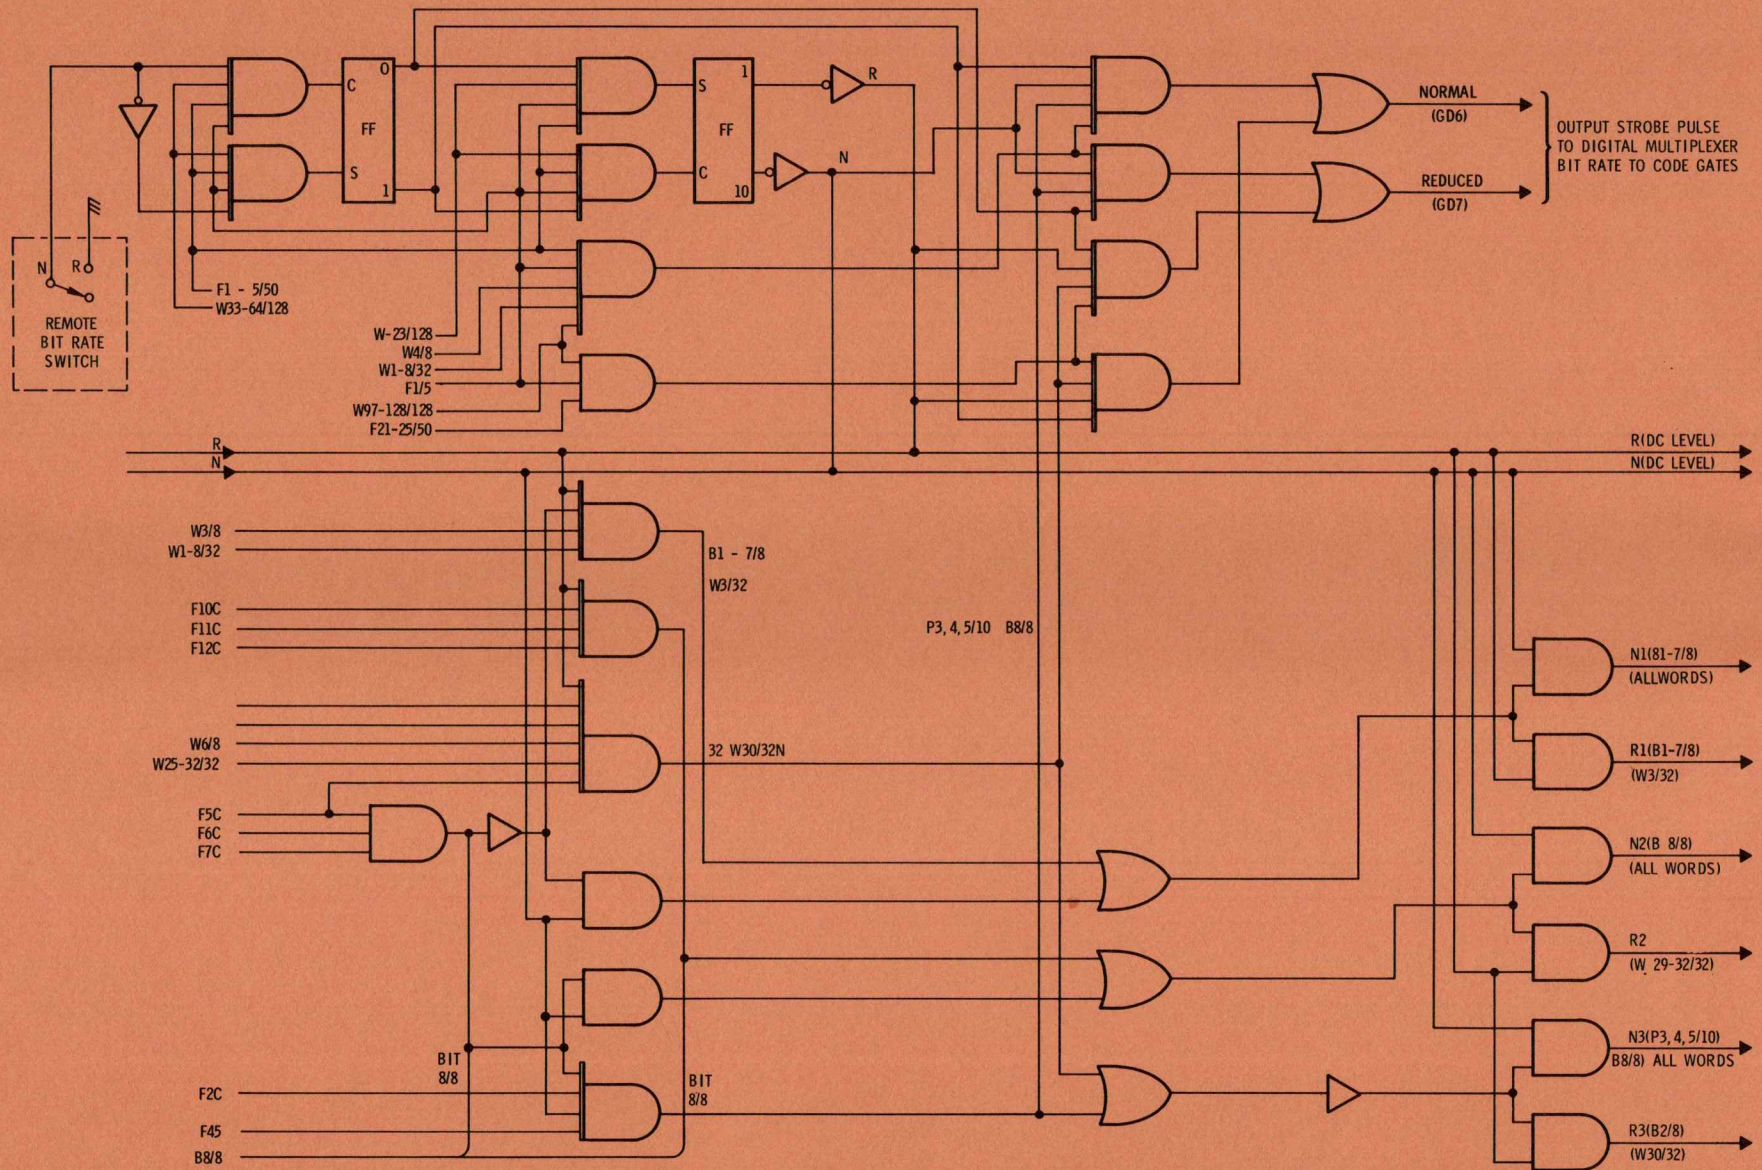 0
C
FF
S
1
S
1
FF
C
10
R
N
NORMAL
(GD6)
REDUCED
(GD7)
OUTPUT STROBE PULSE
TO DIGITAL MULTIPLEXER
BIT RATE TO CODE GATES
N
R
REMOTE
BIT RATE
SWITCH
F1 - 5/50
W33-64/128
W-23/128
W4/8
W1-8/32
F1/5
W97-128/128
F21-25/50
R
N
R(DC LEVEL)
N(DC LEVEL)
W3/8
W1-8/32
B1 - 7/8
W3/32
F10C
F11C
F12C
P3, 4, 5/10 B8/8
W6/8
W25-32/32
32 W30/32N
F5C
F6C
F7C
N1(81-7/8)
(ALLWORDS)
R1(B1-7/8)
(W3/32)
N2(B 8/8)
(ALL WORDS)
R2
(W 29-32/32)
N3(P3, 4, 5/10)
B8/8) ALL WORDS
R3(B2/8)
(W30/32)
BIT
8/8
BIT
8/8
F2C
F45
B8/8